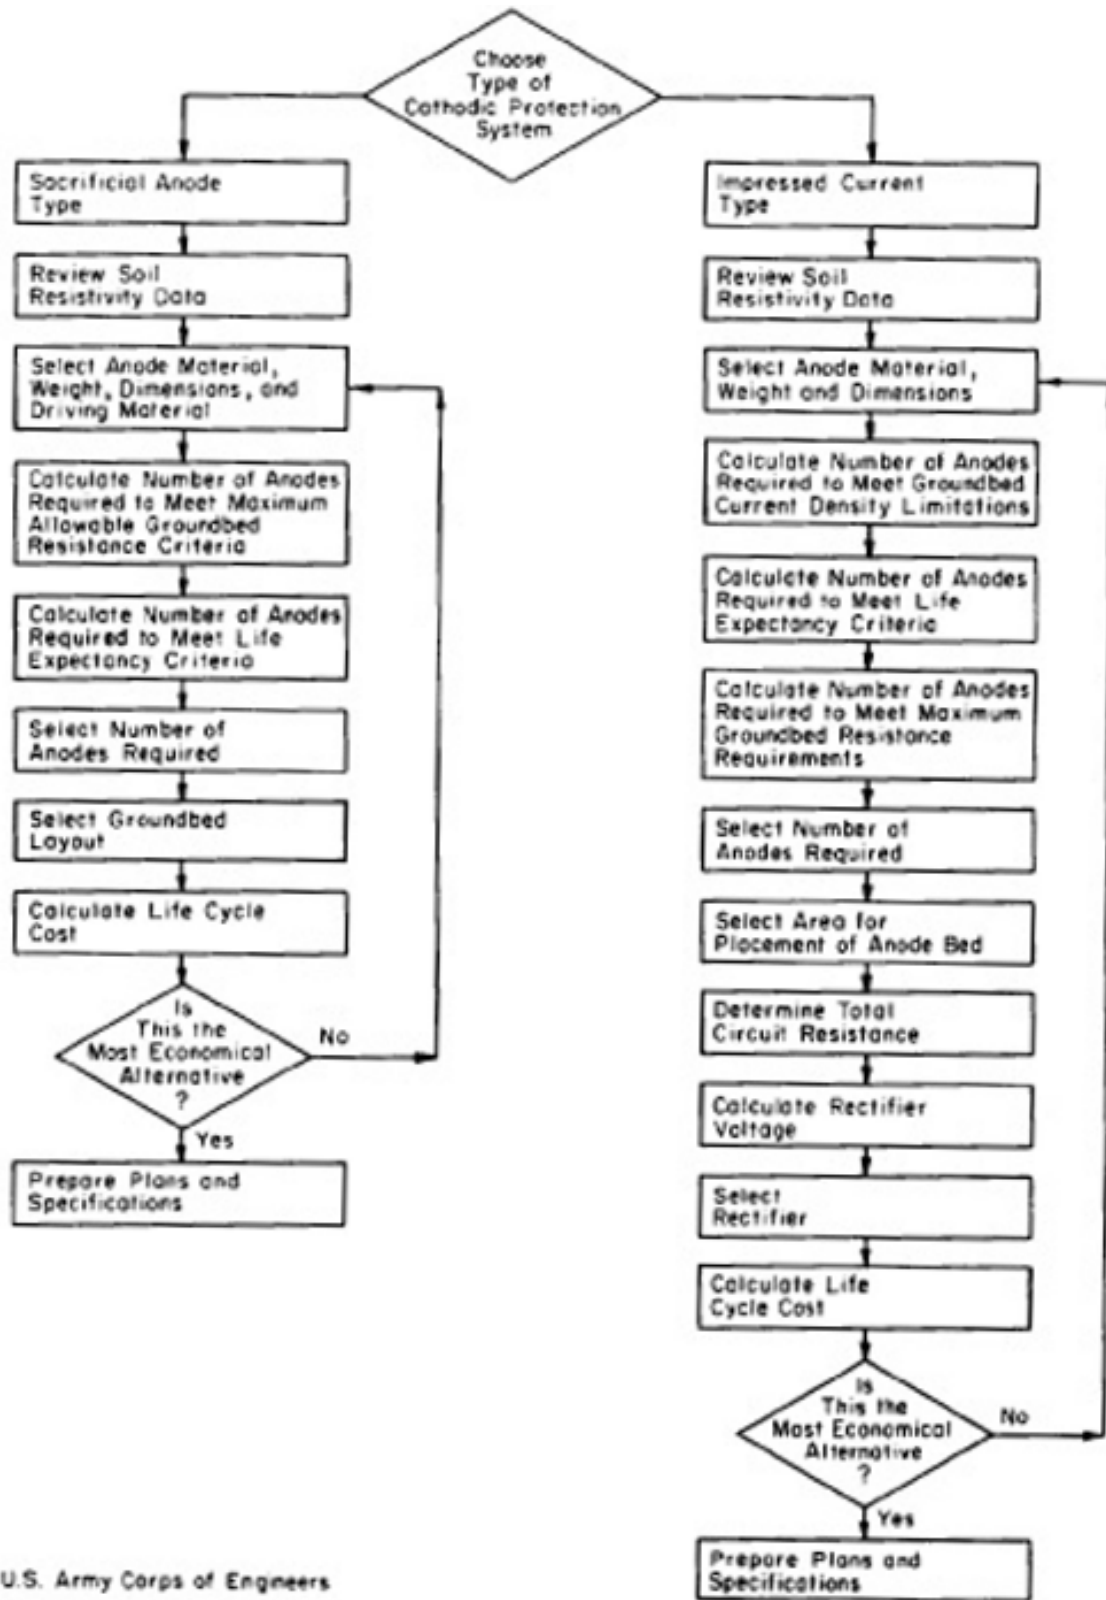 Choose
Type of
Cathodic Protection
System
Sacrificial Anode
Type
Review Soil
Resistivity Data
Select Anode Material,
Weight, Dimensions, and
Driving Material
Calculate Number of Anodes
Required to Meet Maximum
Allowable Groundbed
Resistance Criteria
Calculate Number of Anodes
Required to Meet Life
Expectancy Criteria
Select Number of
Anodes Required
Select Groundbed
Layout
Calculate Life Cycle
Cost
Is
This the
Most Economical
Alternative
?
No
Yes
Prepare Plans and
Specifications
Impressed Current
Type
Review Soil
Resistivity Data
Select Anode Material,
Weight and Dimensions
Calculate Number of Anodes
Required to Meet Groundbed
Current Density Limitations
Calculate Number of Anodes
Required to Meet Life
Expectancy Criteria
Calculate Number of Anodes
Required to Meet Maximum
Groundbed Resistance
Requirements
Select Number of
Anodes Required
Select Area for
Placement of Anode Bed
Determine Total
Circuit Resistance
Calculate Rectifier
Voltage
Select
Rectifier
Calculate Life
Cycle Cost
Is
This the
Most Economical
Alternative
?
No
Yes
Prepare Plans and
Specifications
U.S. Army Corps of Engineers